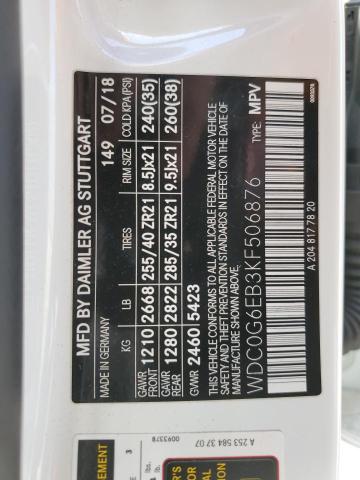 MFD BY DAIMLER AG STUTTGART
MADE IN GERMANY 149 07/18
KG LB TIRES RIM SIZE COLD KPA(PSI)
GAWR FRONT 1210 2668 255/40 ZR21 8.5Jx21 240(35)
GAWR REAR 1280 2822 285/35 ZR21 9.5Jx21 260(38)
GVWR 2460 5423
THIS VEHICLE CONFORMS TO ALL APPLICABLE FEDERAL MOTOR VEHICLE
SAFETY AND THEFT PREVENTION STANDARDS IN EFFECT ON THE DATE OF
MANUFACTURE SHOWN ABOVE. TYPE: MPV
WDC0G6EB3KF506876
A 204 817 78 20
A 253 584 37 07
0093378
EMENT
3
lbs.